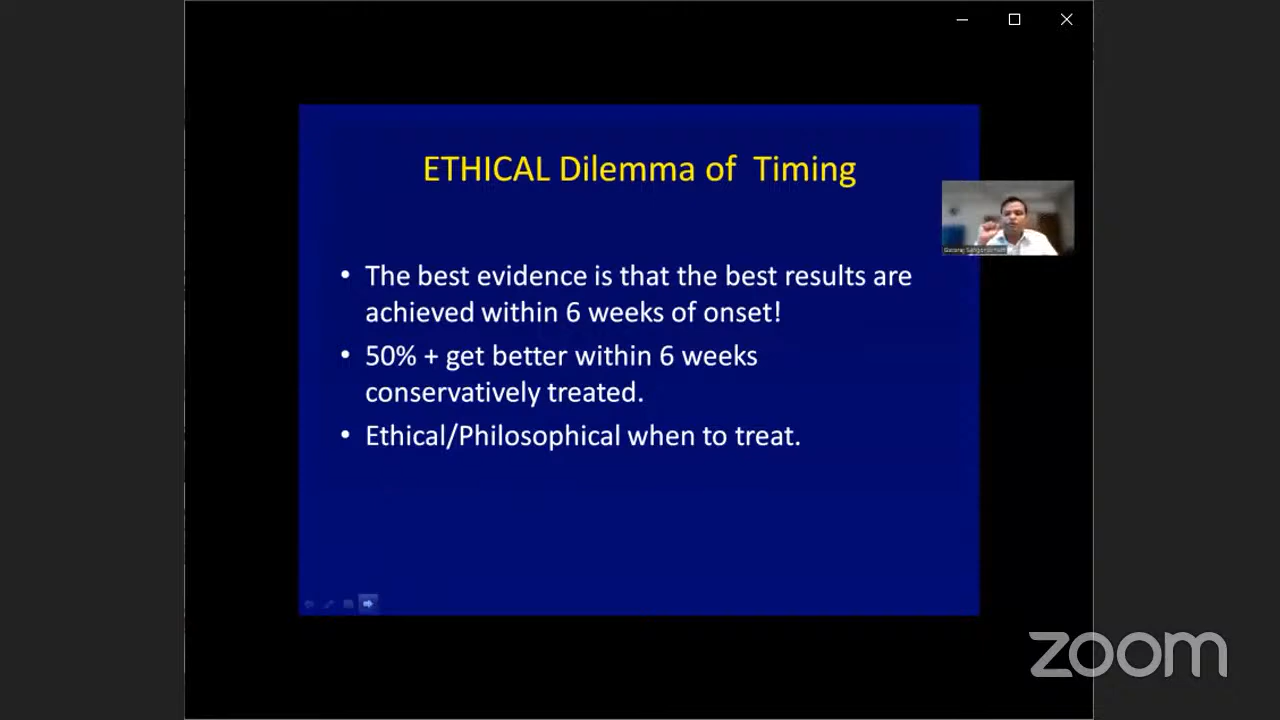 ETHICAL Dilemma of Timing
• The best evidence is that the best results are
achieved within 6 weeks of onset!
• 50% + get better within 6 weeks
conservatively treated.
• Ethical/Philosophical when to treat.
zoom